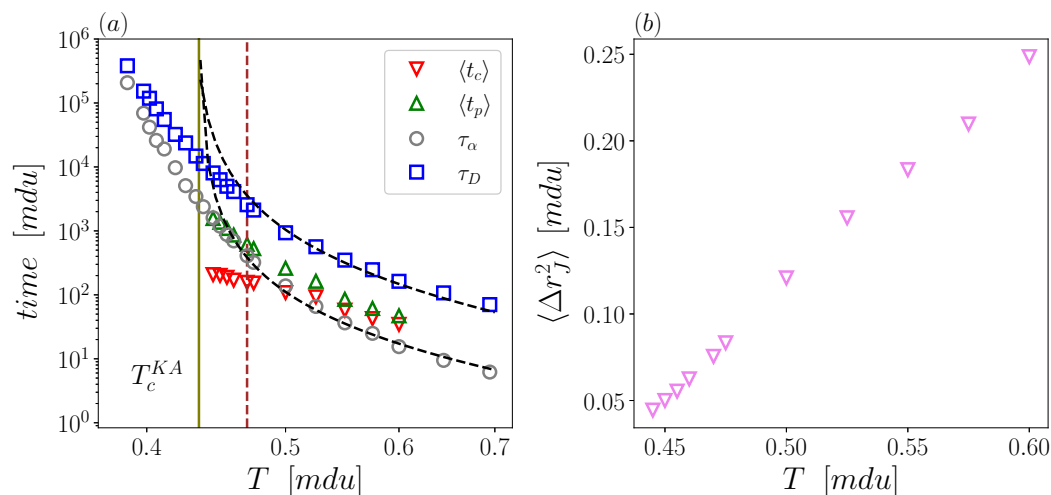 (a)
time [mdu]
10^6
10^5
10^4
10^3
10^2
10^1
10^0
⟨t_c⟩
⟨t_p⟩
τ_α
τ_D
T_c^{KA}
0.4
0.5
0.6
0.7
T [mdu]
(b)
⟨Δr_J^2⟩ [mdu]
0.25
0.20
0.15
0.10
0.05
0.45
0.50
0.55
0.60
T [mdu]